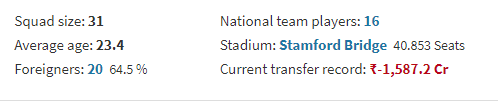 Squad size: 31
National team players: 16
Average age: 23.4
Stadium: Stamford Bridge 40.853 Seats
Foreigners: 20 64.5 %
Current transfer record: ₹-1,587.2 Cr